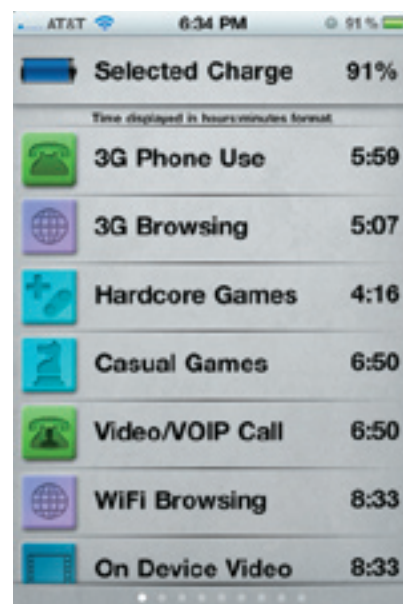 AT&T 6:34 PM 91%
Selected Charge 91%
Time displayed in hours:minutes format
3G Phone Use 5:59
3G Browsing 5:07
Hardcore Games 4:16
Casual Games 6:50
Video/VOIP Call 6:50
WiFi Browsing 8:33
On Device Video 8:33